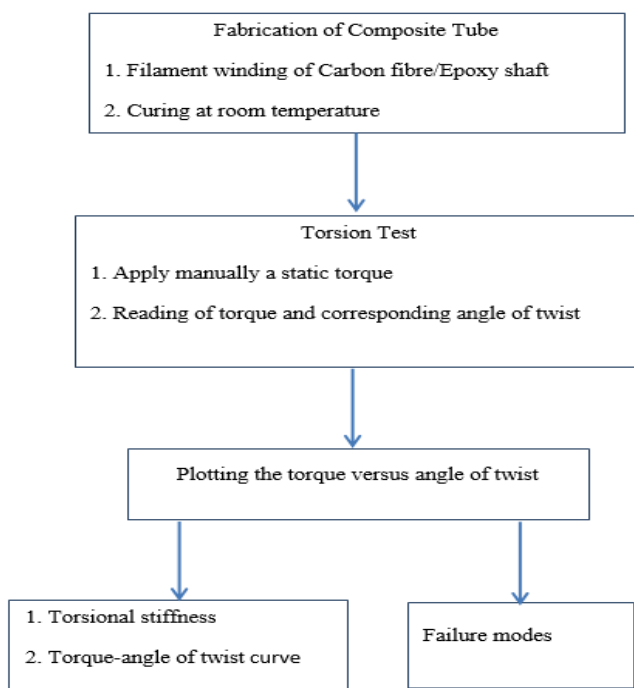 Fabrication of Composite Tube
1. Filament winding of Carbon fibre/Epoxy shaft
2. Curing at room temperature
Torsion Test
1. Apply manually a static torque
2. Reading of torque and corresponding angle of twist
Plotting the torque versus angle of twist
1. Torsional stiffness
2. Torque-angle of twist curve
Failure modes